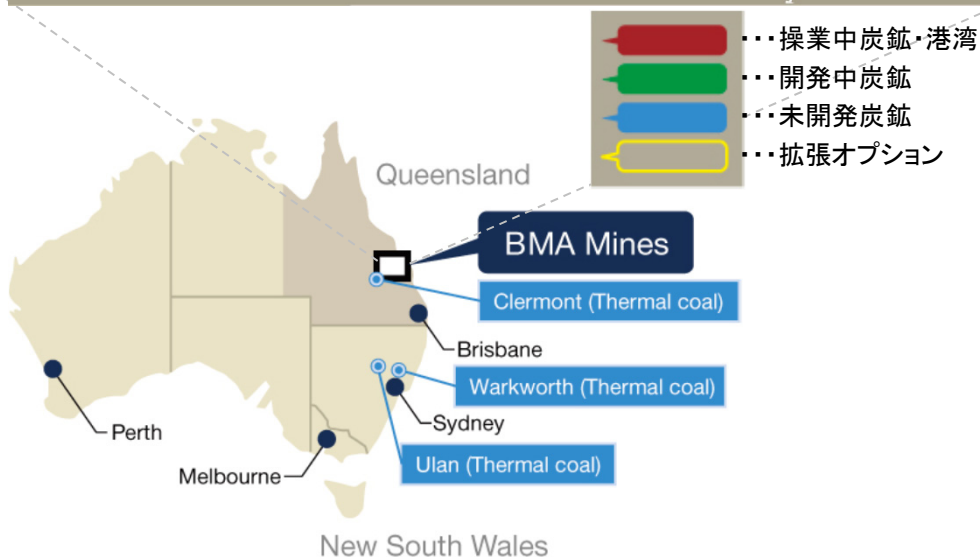 ・・・操業中炭鉱・港湾
・・・開発中炭鉱
・・・未開発炭鉱
・・・拡張オプション
Queensland
BMA Mines
Clermont (Thermal coal)
Brisbane
Warkworth (Thermal coal)
Perth
Sydney
Melbourne
Ulan (Thermal coal)
New South Wales